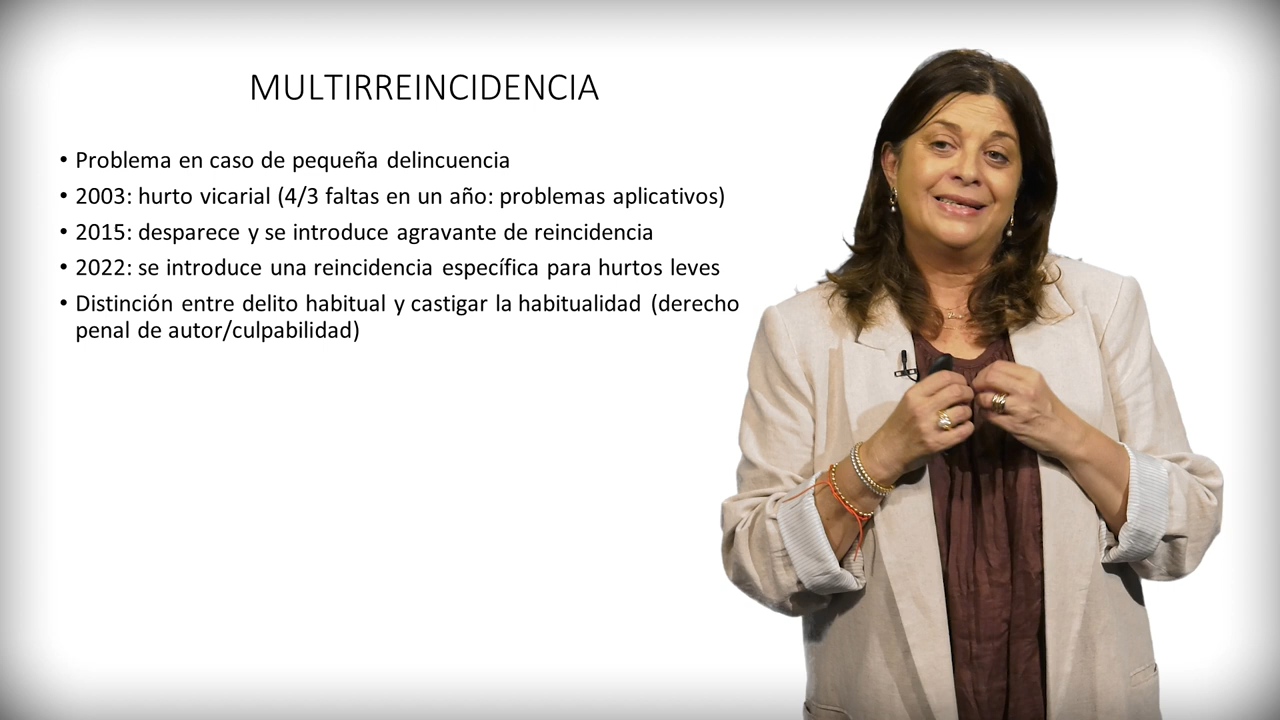 MULTIRREINCIDENCIA
• Problema en caso de pequeña delincuencia
• 2003: hurto vicarial (4/3 faltas en un año: problemas aplicativos)
• 2015: desparece y se introduce agravante de reincidencia
• 2022: se introduce una reincidencia específica para hurtos leves
• Distinción entre delito habitual y castigar la habitualidad (derecho
penal de autor/culpabilidad)